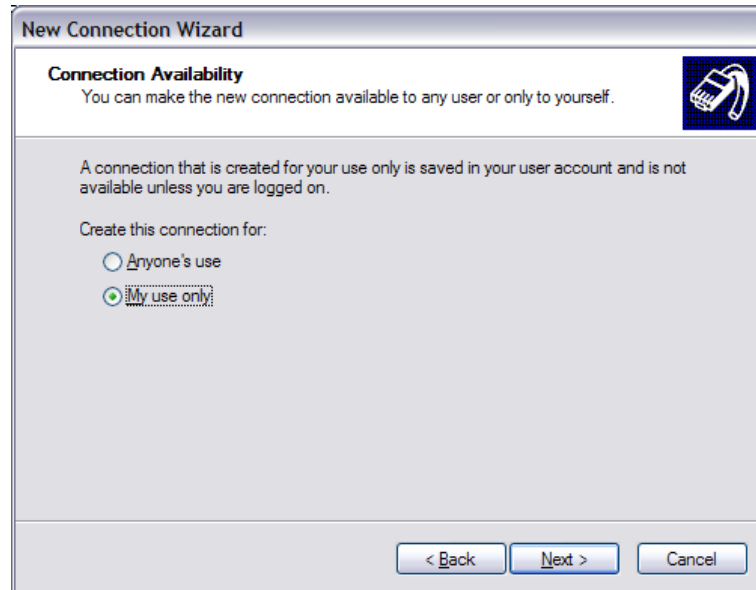 New Connection Wizard
Connection Availability
You can make the new connection available to any user or only to yourself.
A connection that is created for your use only is saved in your user account and is not
available unless you are logged on.
Create this connection for:
Anyone's use
My use only
< Back Next > Cancel